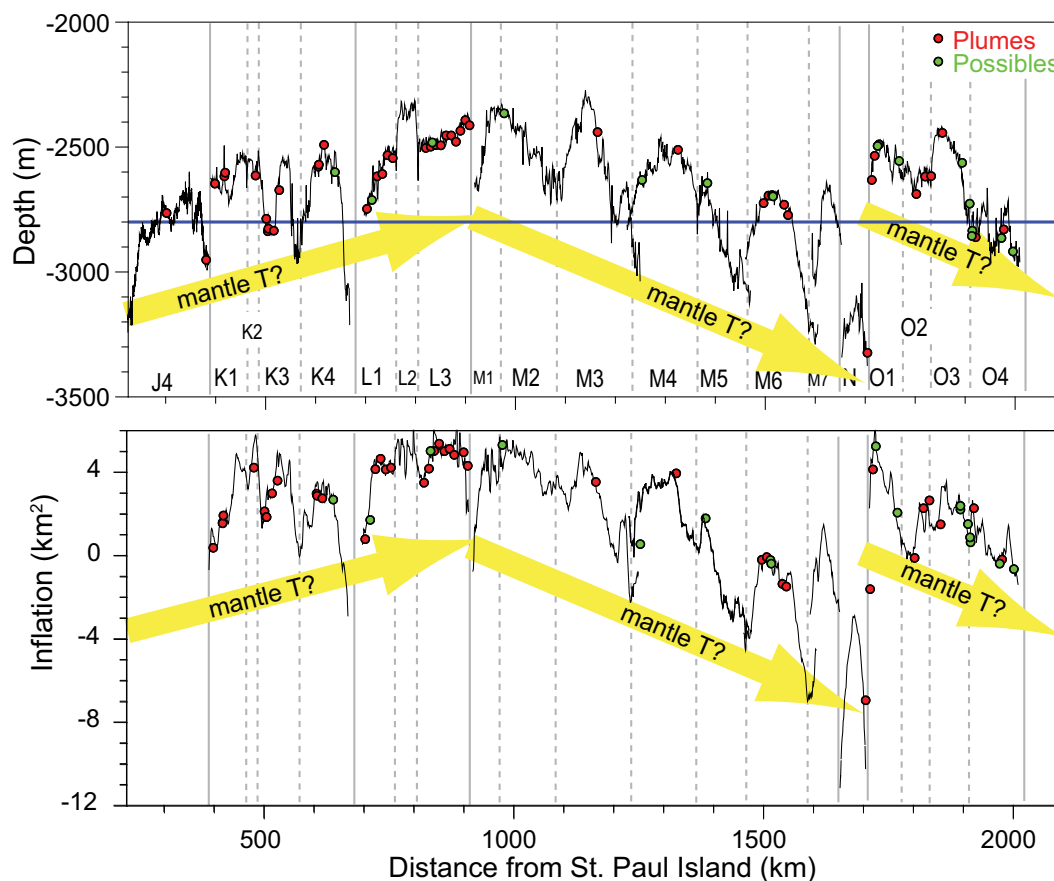 -2000
Plumes
Possibles
-2500
Depth (m)
-3000
-3500
mantle T?
mantle T?
mantle T?
K2
O2
J4 K1 K3 K4 L1 L2 L3 M1 M2 M3 M4 M5 M6 M7 N O1 O3 O4
4
0
-4
-8
-12
Inflation (km2)
mantle T?
mantle T?
mantle T?
500 1000 1500 2000
Distance from St. Paul Island (km)